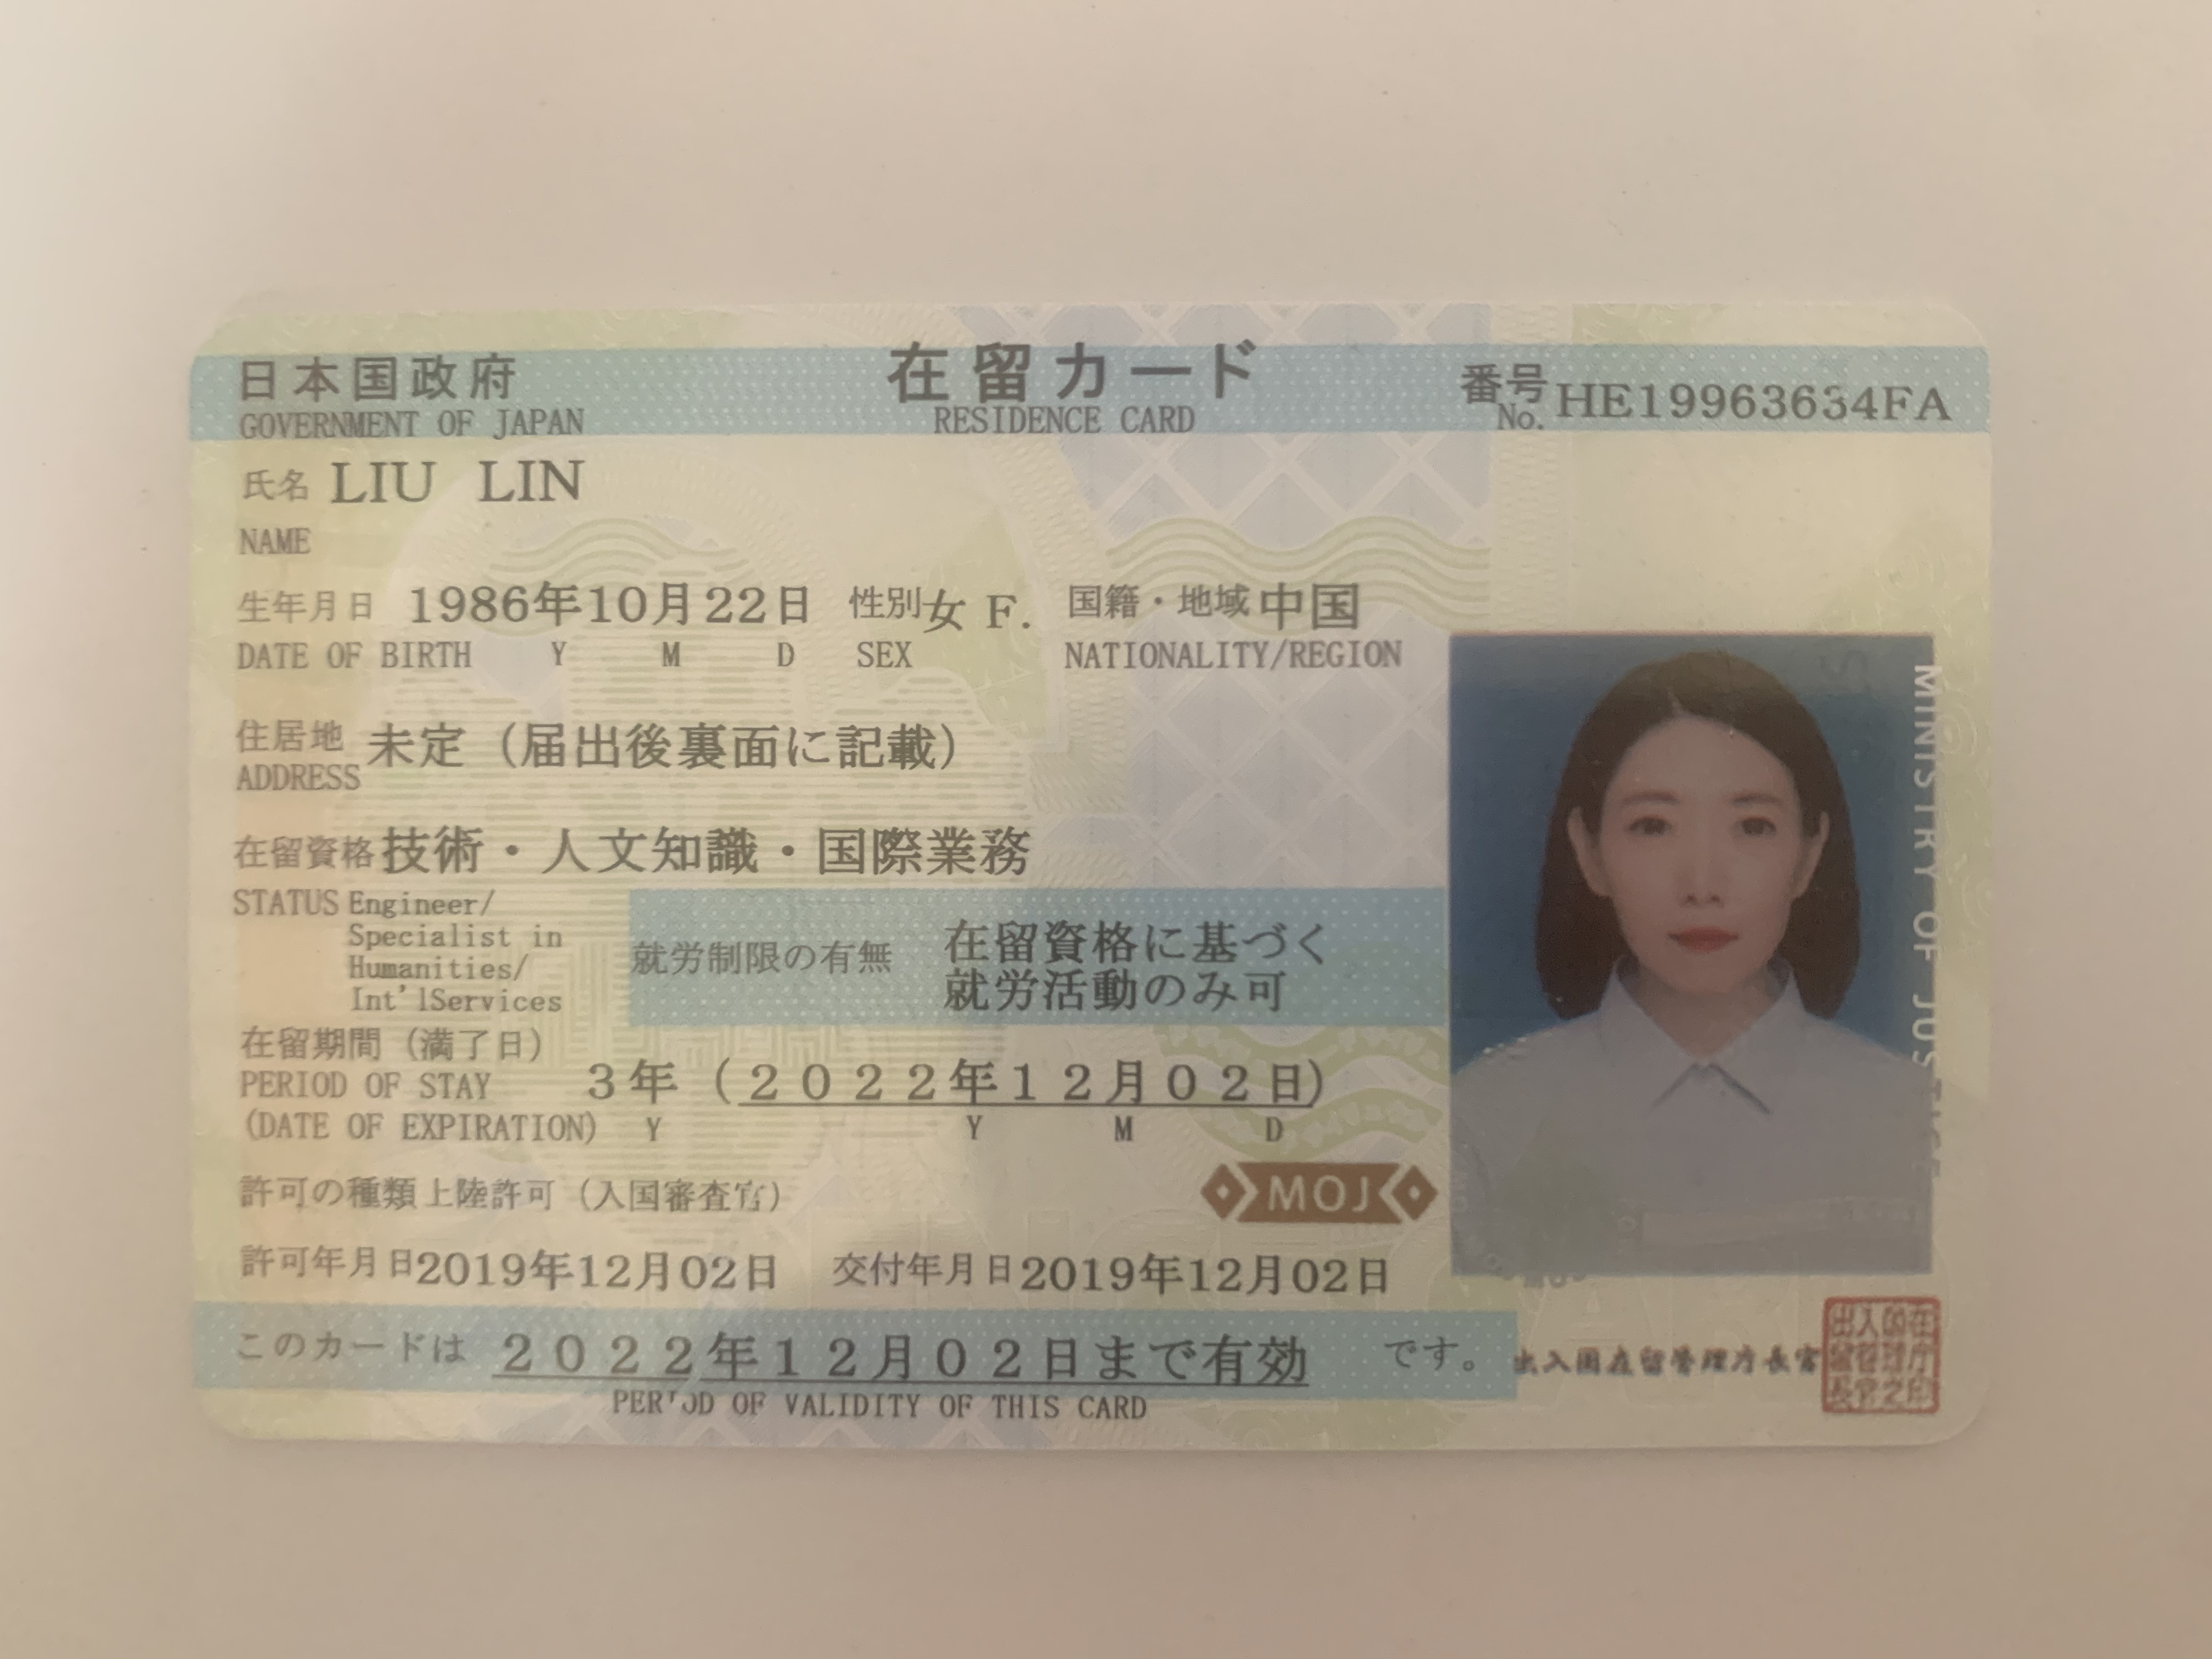 日本国政府 在留カード 番号 HE19963634FA
GOVERNMENT OF JAPAN RESIDENCE CARD No.
氏名 LIU LIN
NAME
生年月日 1986年10月22日 性別 女 F. 国籍・地域 中国
DATE OF BIRTH Y M D SEX NATIONALITY/REGION
住居地 未定（届出後裏面に記載）
ADDRESS
在留資格 技術・人文知識・国際業務
STATUS Engineer/
Specialist in
Humanities/
Int'lServices
就労制限の有無 在留資格に基づく
就労活動のみ可
在留期間（満了日） 3年（2022年12月02日）
PERIOD OF STAY
(DATE OF EXPIRATION) Y Y M D
許可の種類 上陸許可（入国審査官）
MOJ
許可年月日 2019年12月02日 交付年月日 2019年12月02日
このカードは 2022年12月02日まで有効 です。
PERIOD OF VALIDITY OF THIS CARD
出入国在留管理庁長官
MINISTRY OF JUSTICE